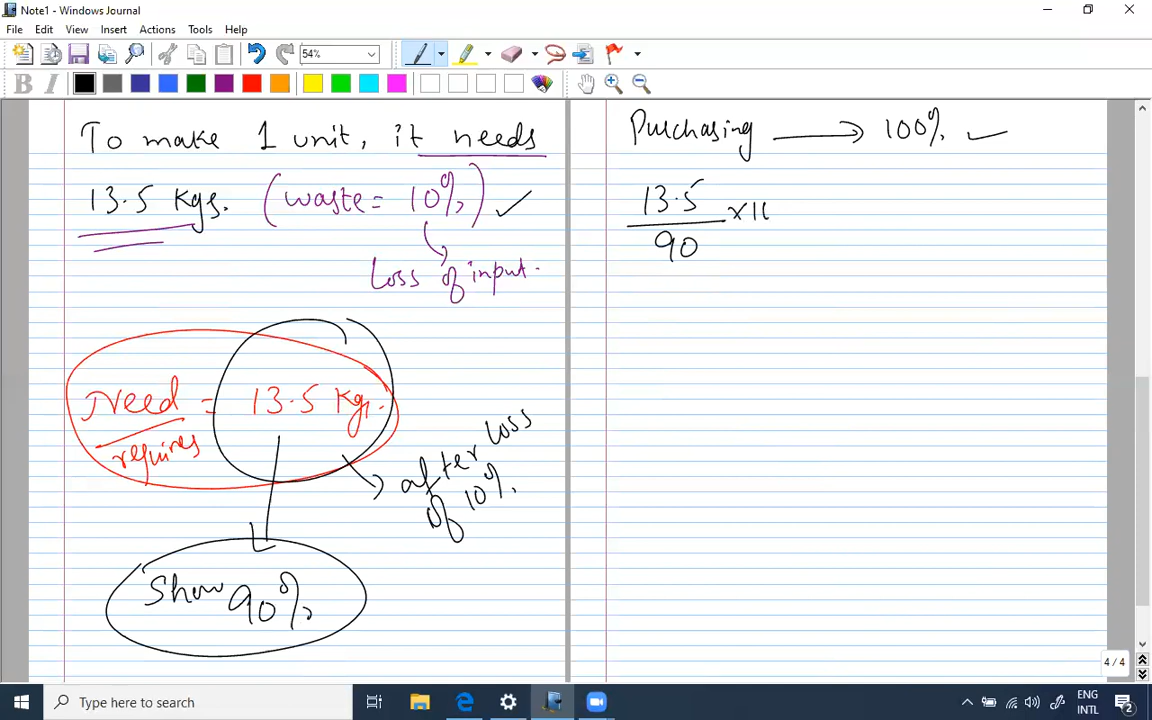 Note1 - Windows Journal
File Edit View Insert Actions Tools Help
54%
B I
To make 1 unit, it needs
13.5 Kgs. (waste = 10%) ✓
Loss of input.
Need = 13.5 Kgs.
requires
after loss
of 10%.
Show 90%
Purchasing → 100% ✓
13.5
90
×11
4 / 4
Type here to search
ENG
INTL
2